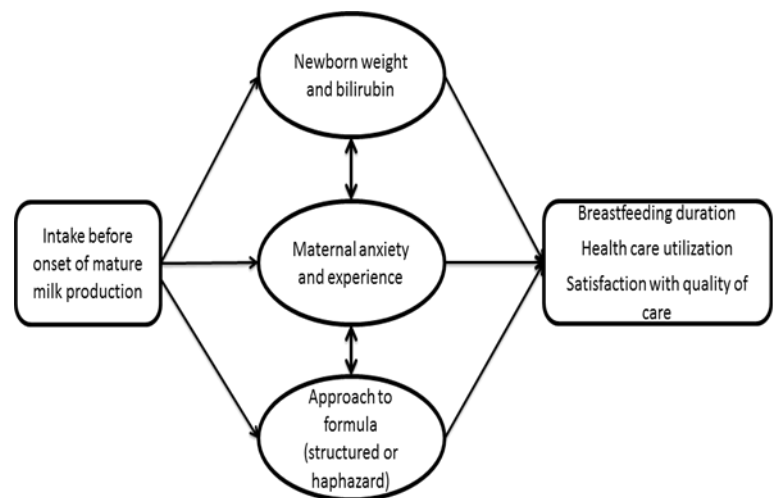 Newborn weight
and bilirubin
Intake before
onset of mature
milk production
Maternal anxiety
and experience
Breastfeeding duration
Health care utilization
Satisfaction with quality of
care
Approach to
formula
(structured or
haphazard)